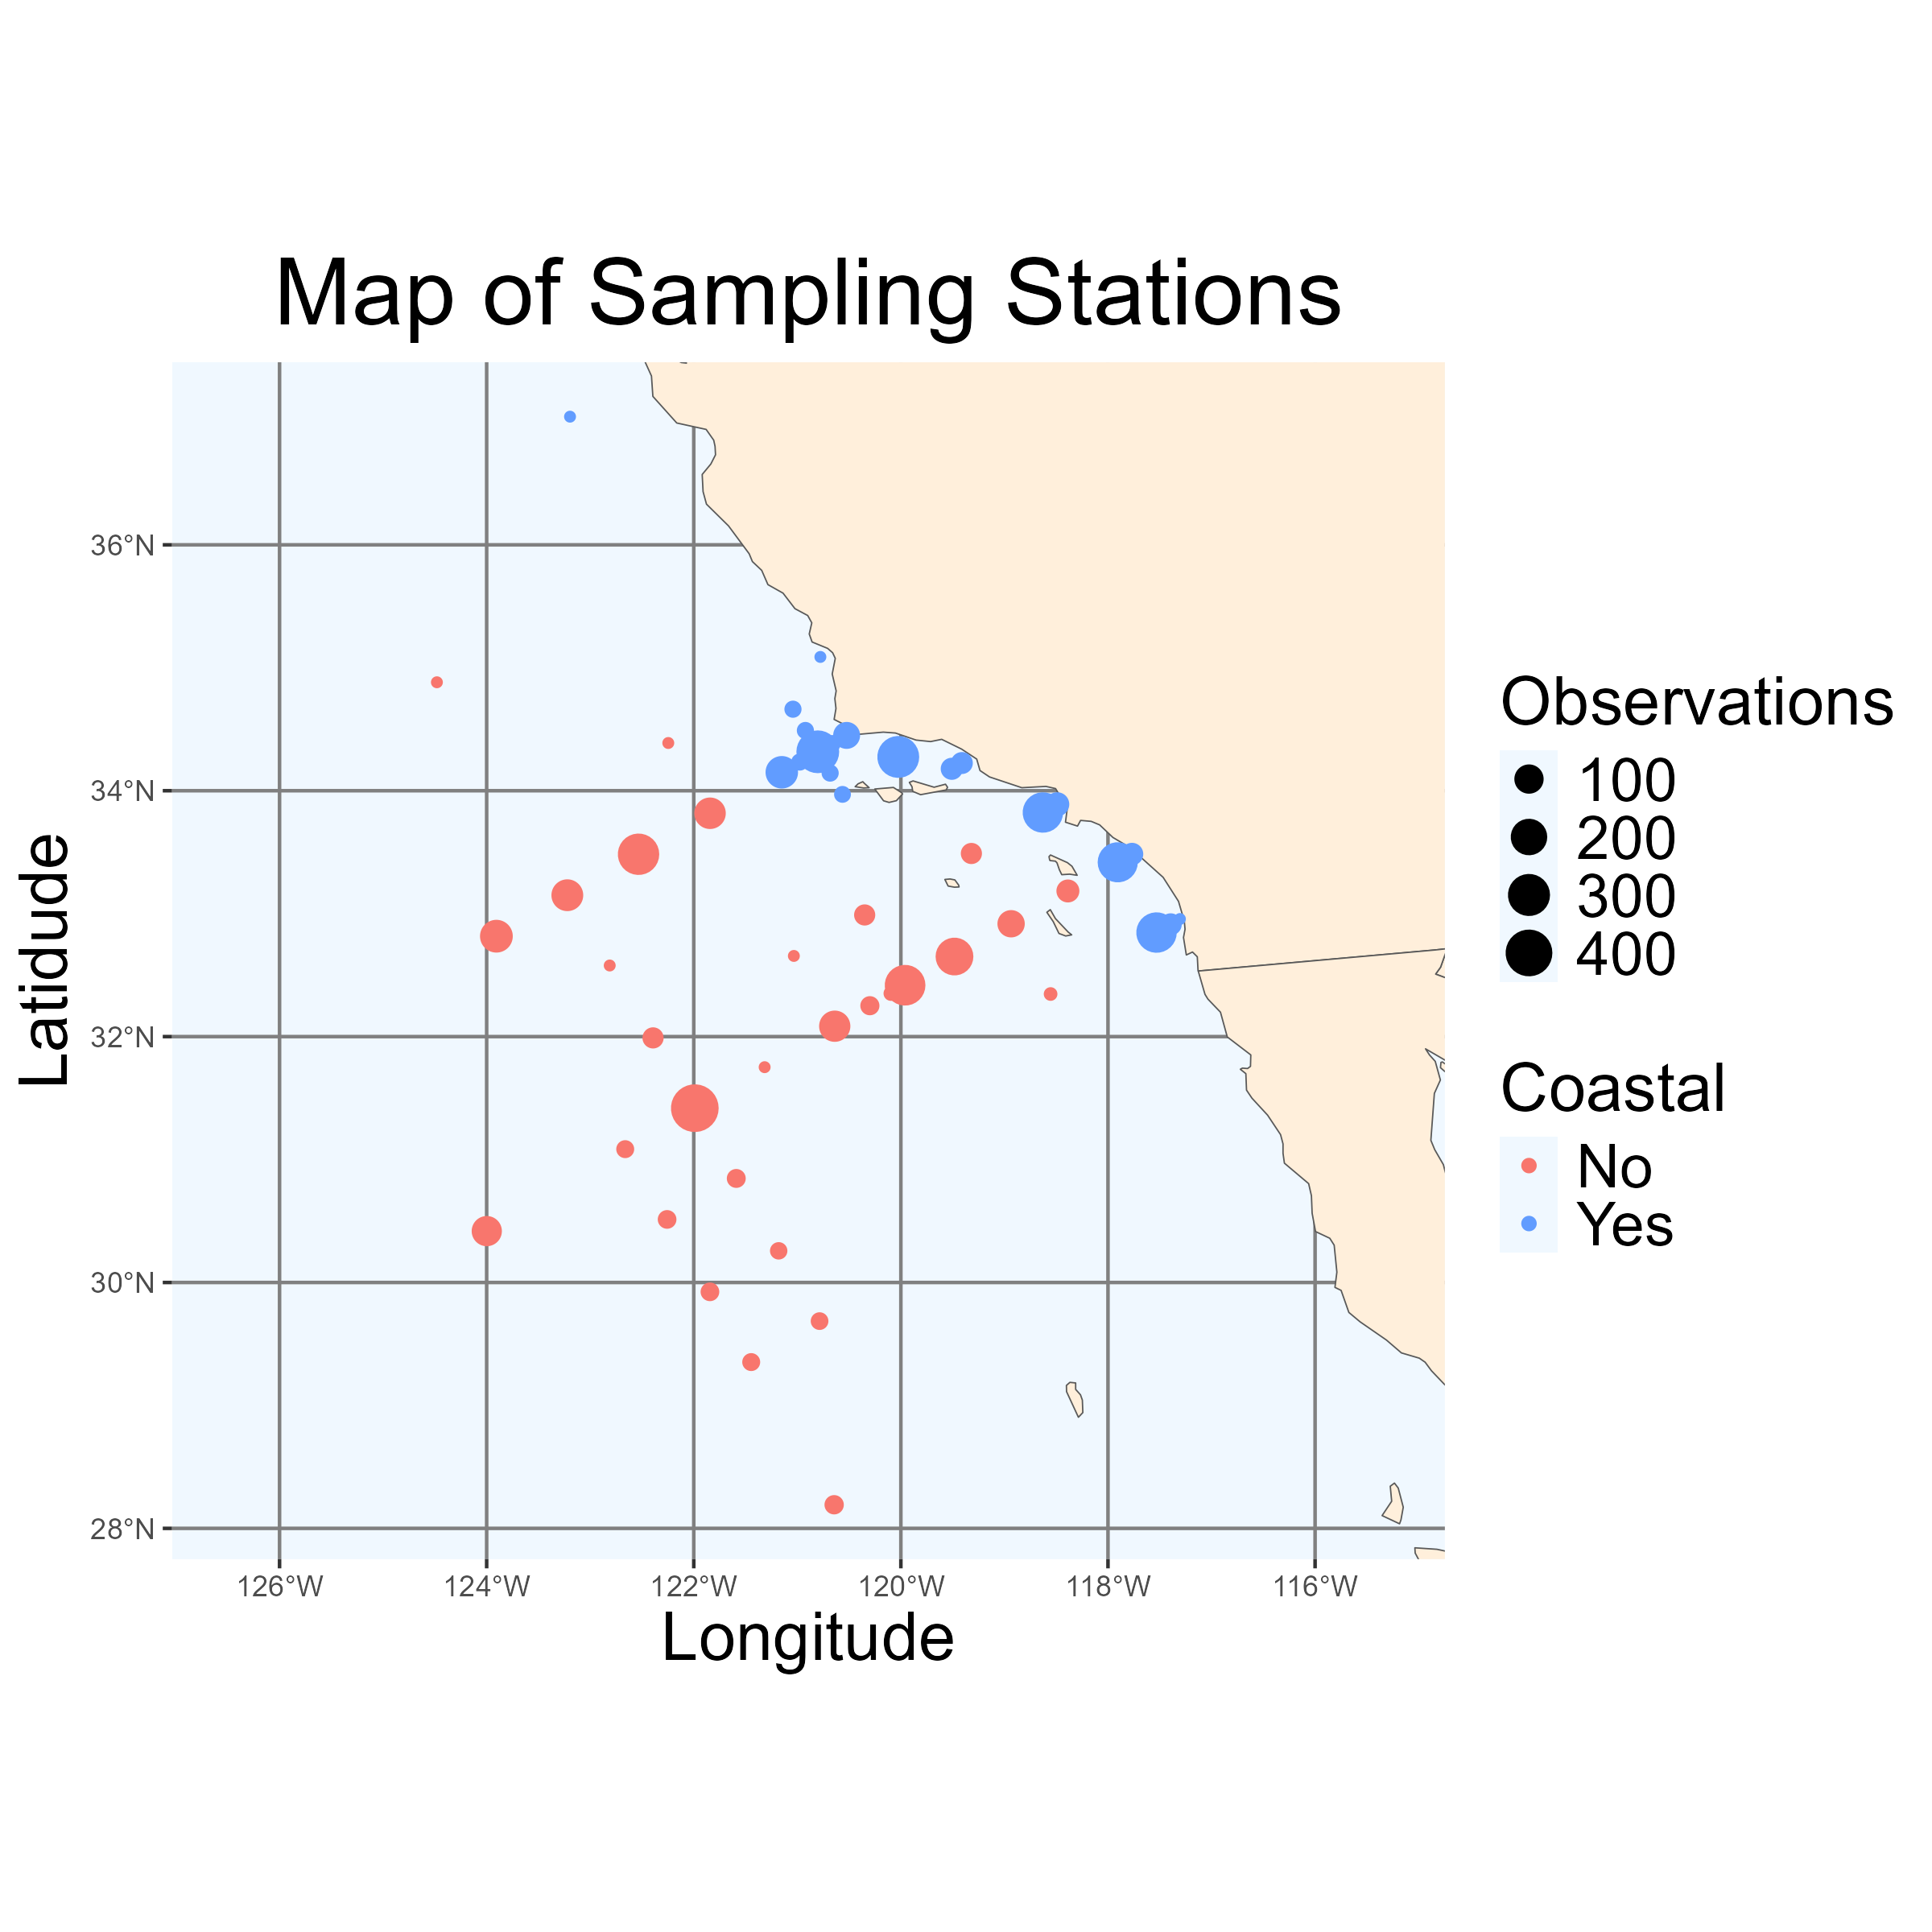 Map of Sampling Stations
36°N
34°N
32°N
30°N
28°N
Latidude
126°W
124°W
122°W
120°W
118°W
116°W
Longitude
Observations
100
200
300
400
Coastal
No
Yes